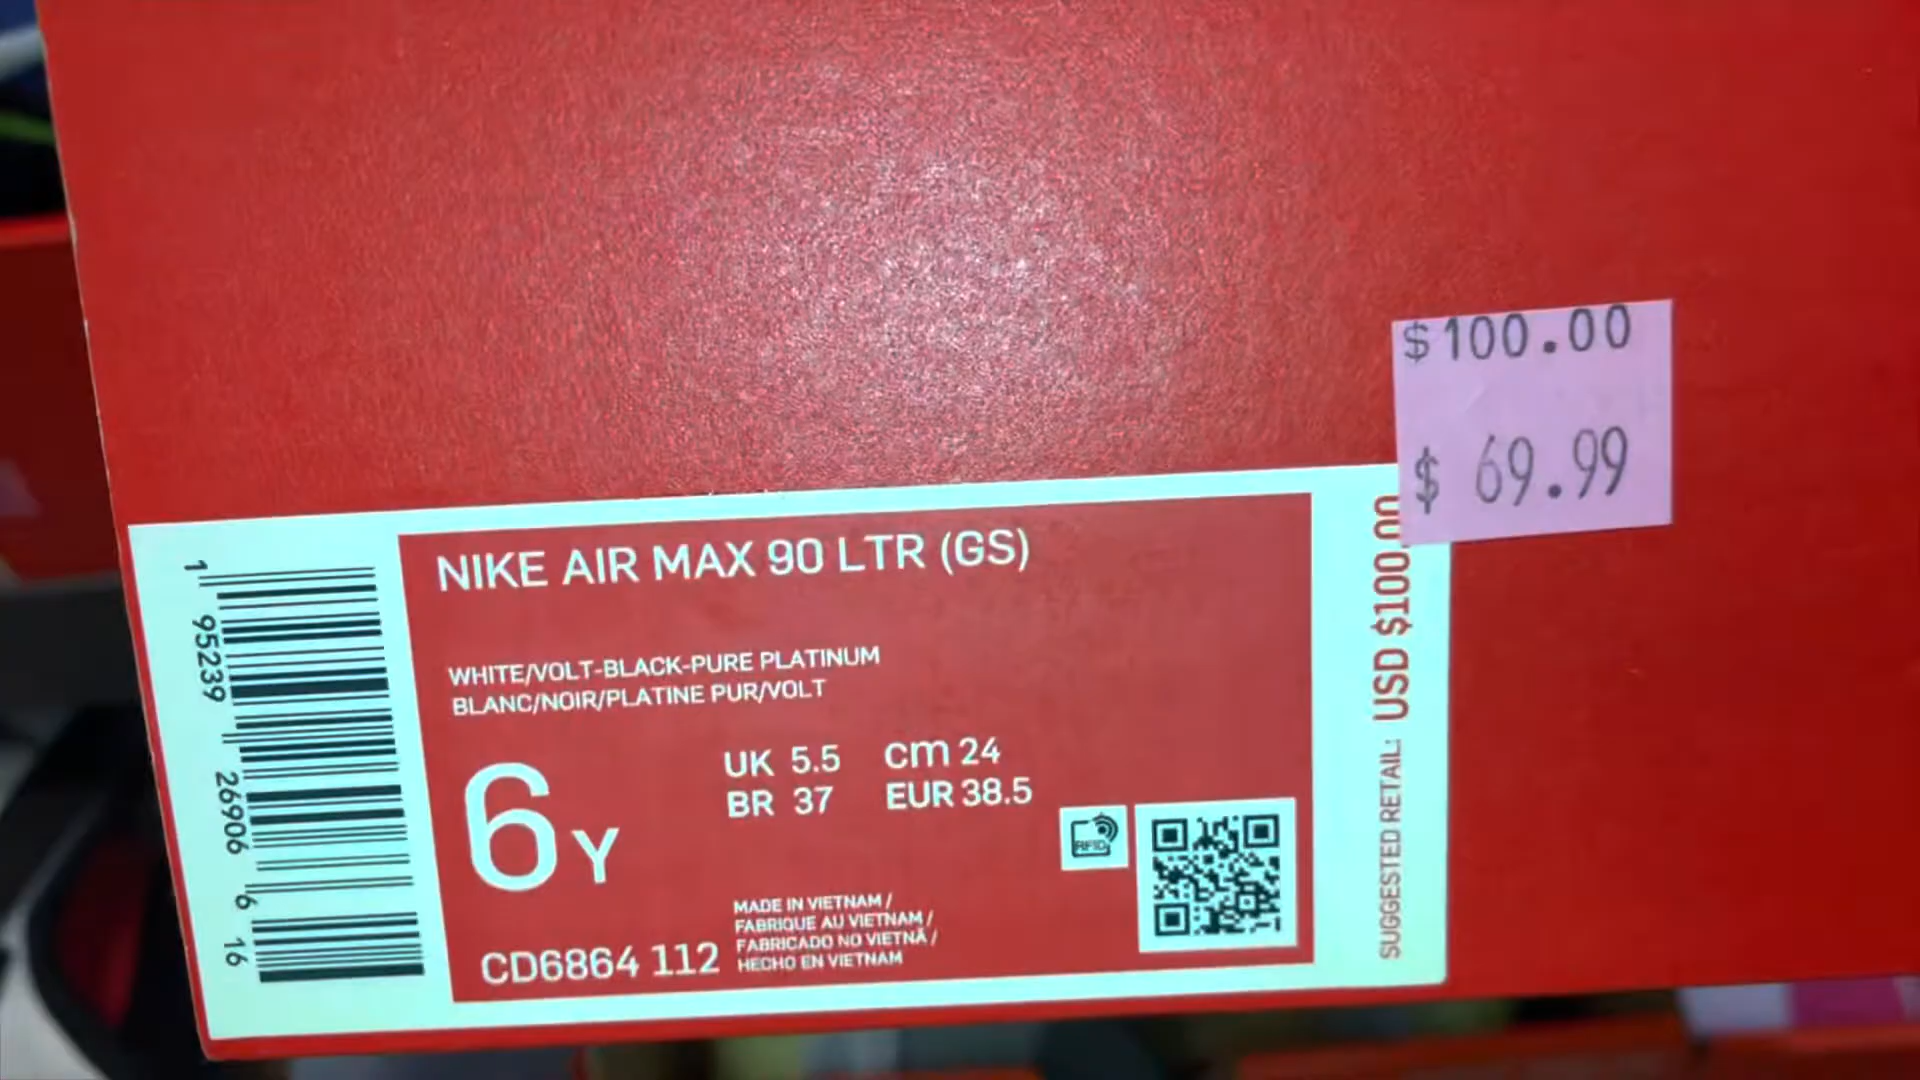 $100.00
$ 69.99
NIKE AIR MAX 90 LTR (GS)
WHITE/VOLT-BLACK-PURE PLATINUM
BLANC/NOIR/PLATINE PUR/VOLT
6Y
UK 5.5 cm 24
BR 37 EUR 38.5
RFID
MADE IN VIETNAM /
FABRIQUE AU VIETNAM /
FABRICADO NO VIETNÃ /
HECHO EN VIETNAM
CD6864 112
SUGGESTED RETAIL: USD $100.00
1 95239 26906 6 16